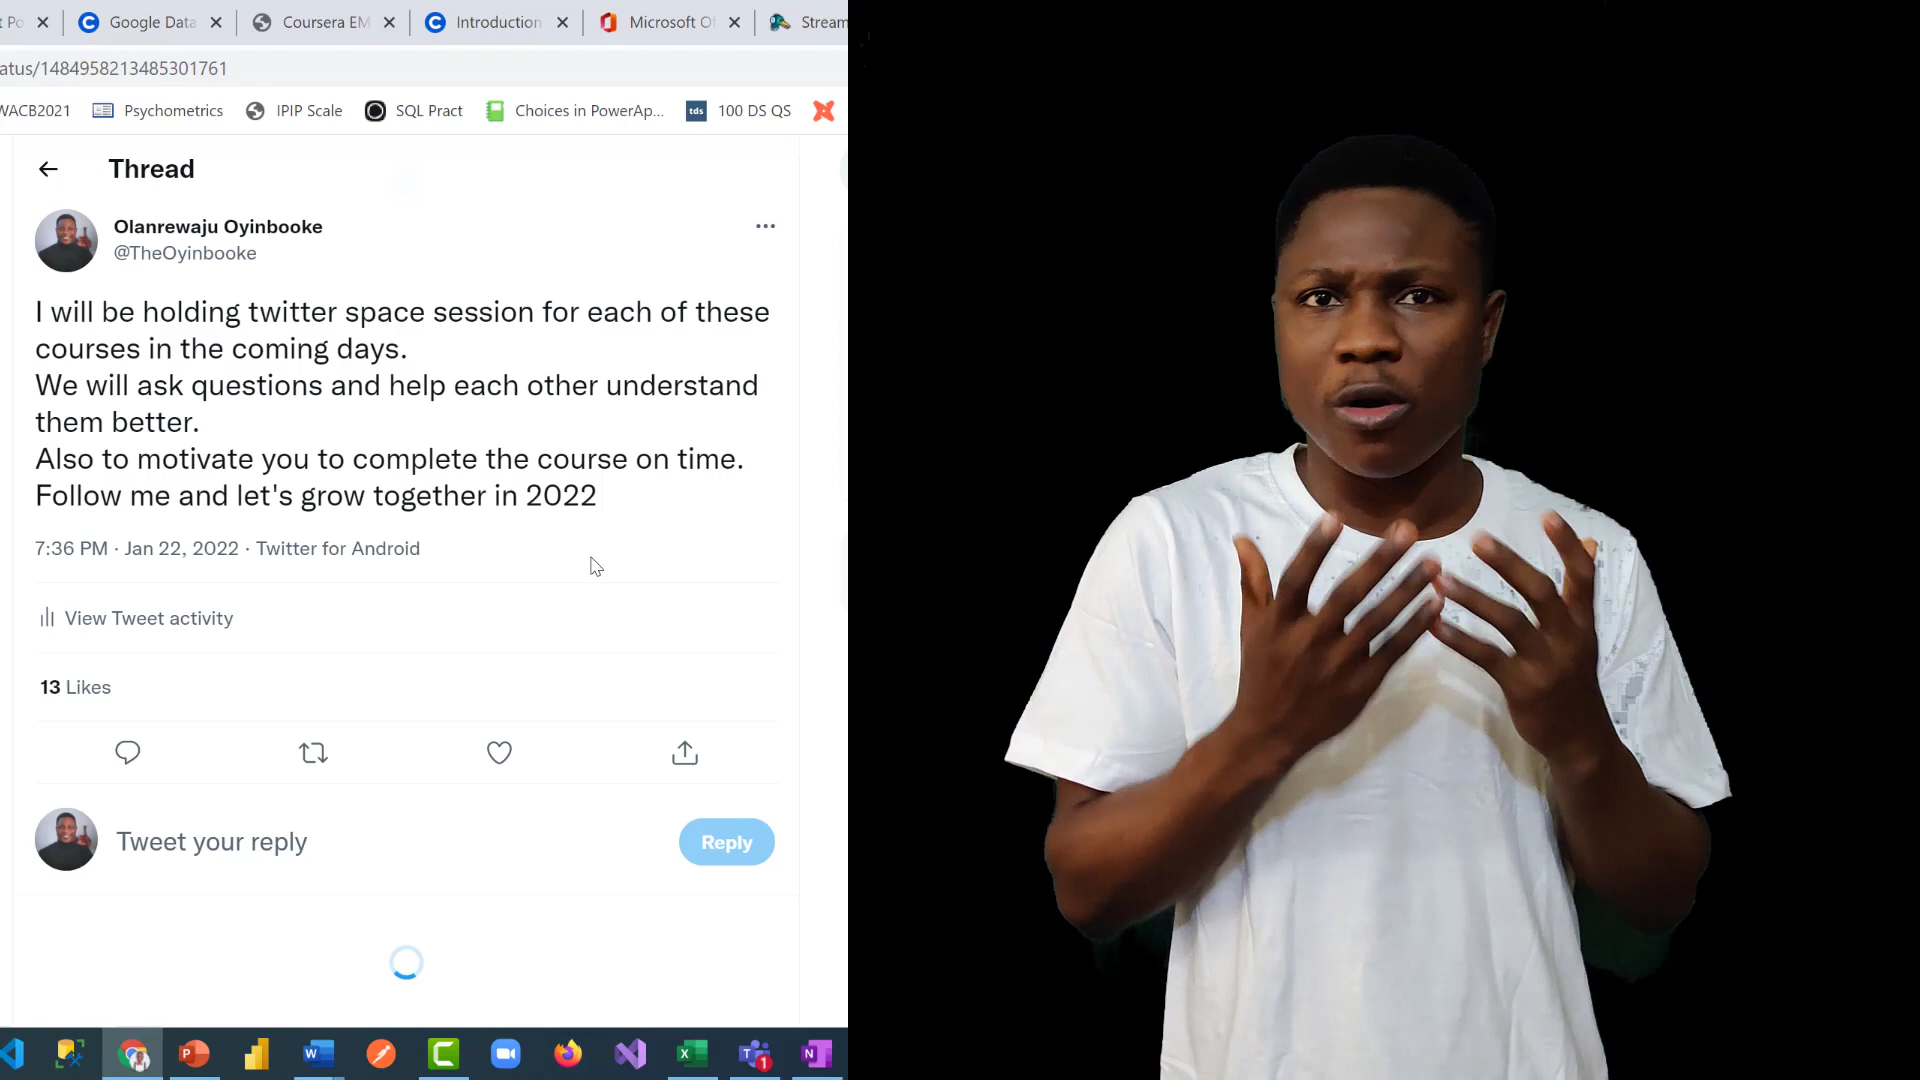 Google Data
Coursera EM
Introduction
Microsoft Of
Stream
atus/1484958213485301761
WACB2021
Psychometrics
IPIP Scale
SQL Pract
Choices in PowerAp...
tds
100 DS QS
Thread
Olanrewaju Oyinbooke
@TheOyinbooke
I will be holding twitter space session for each of these
courses in the coming days.
We will ask questions and help each other understand
them better.
Also to motivate you to complete the course on time.
Follow me and let's grow together in 2022
7:36 PM · Jan 22, 2022 · Twitter for Android
View Tweet activity
13 Likes
Tweet your reply
Reply